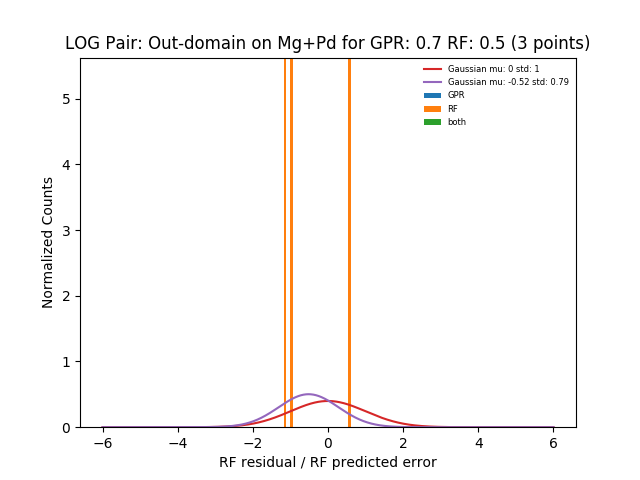 LOG Pair: Out-domain on Mg+Pd for GPR: 0.7 RF: 0.5 (3 points)
Gaussian mu: 0 std: 1
Gaussian mu: -0.52 std: 0.79
GPR
RF
both
Normalized Counts
5
4
3
2
1
0
−6 −4 −2 0 2 4 6
RF residual / RF predicted error